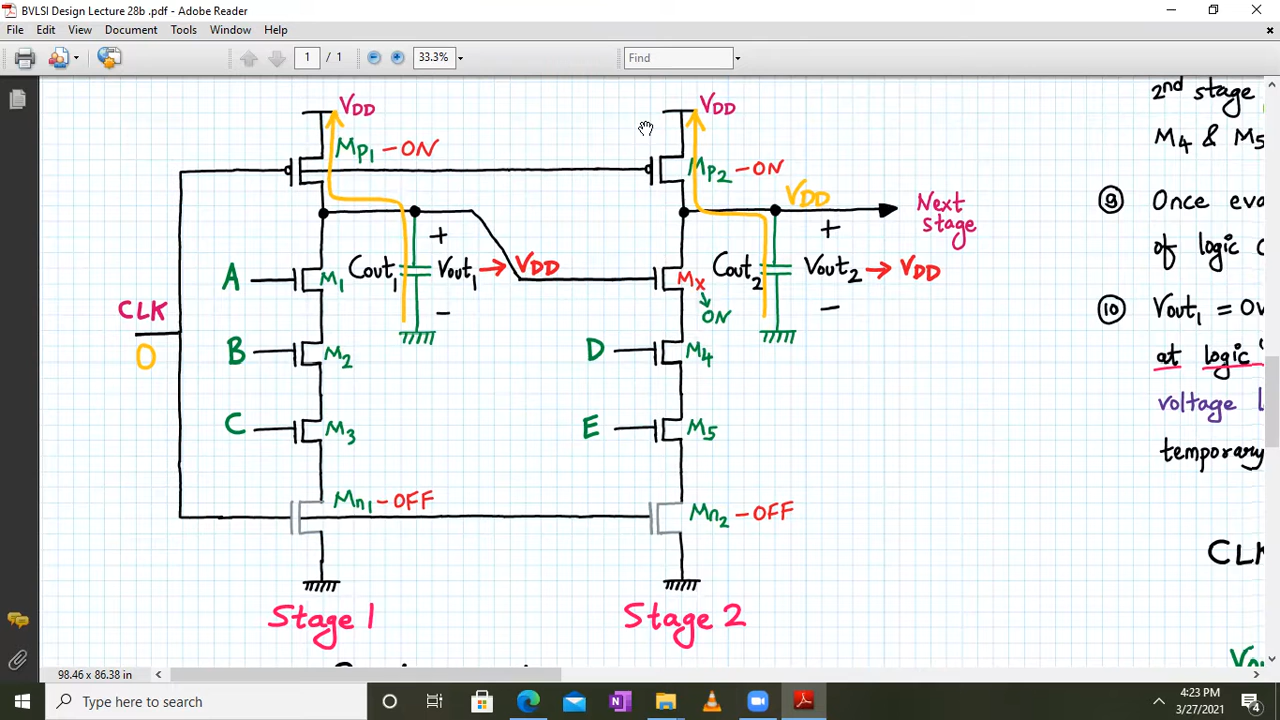 BVLSI Design Lecture 28b .pdf - Adobe Reader
File Edit View Document Tools Window Help
1 / 1 33.3% Find
VDD VDD
2nd stage
Mp1 - ON
M4 & M5
Mp2 - ON
VDD
Next
stage
9 Once eva
of logic
+ +
A M1 Cout1 Vout1 → VDD
Mx Cout2 Vout2 → VDD
CLK
- ON -
10 Vout1 = 0
0 B M2 D M4
at logic
voltage
C M3 E M5
temporary
Mn1 - OFF
Mn2 - OFF
CLK
Stage 1 Stage 2
98.46 x 86.38 in
Type here to search
4:23 PM
3/27/2021
4